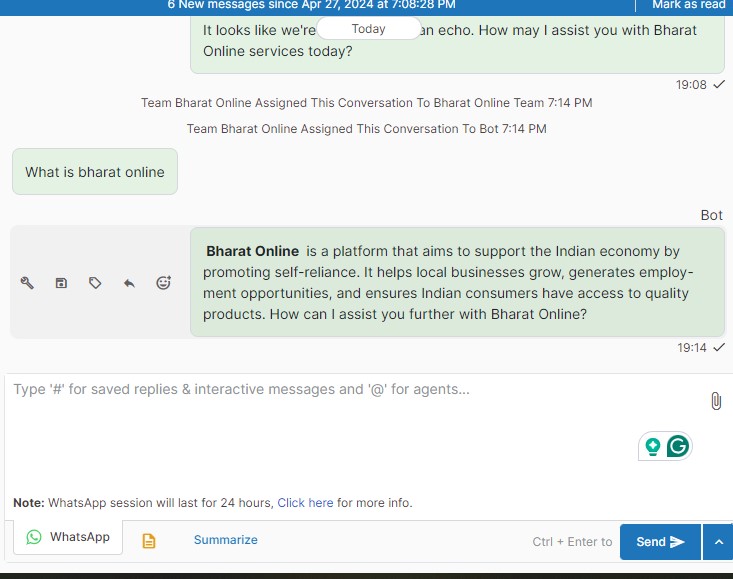 6 New messages since Apr 27, 2024 at 7:08:28 PM
Mark as read
Today
It looks like we're an echo. How may I assist you with Bharat
Online services today?
19:08
Team Bharat Online Assigned This Conversation To Bharat Online Team 7:14 PM
Team Bharat Online Assigned This Conversation To Bot 7:14 PM
What is bharat online
Bot
Bharat Online is a platform that aims to support the Indian economy by
promoting self-reliance. It helps local businesses grow, generates employ-
ment opportunities, and ensures Indian consumers have access to quality
products. How can I assist you further with Bharat Online?
19:14
Type '#' for saved replies & interactive messages and '@' for agents...
Note: WhatsApp session will last for 24 hours, Click here for more info.
WhatsApp
Summarize
Ctrl + Enter to
Send